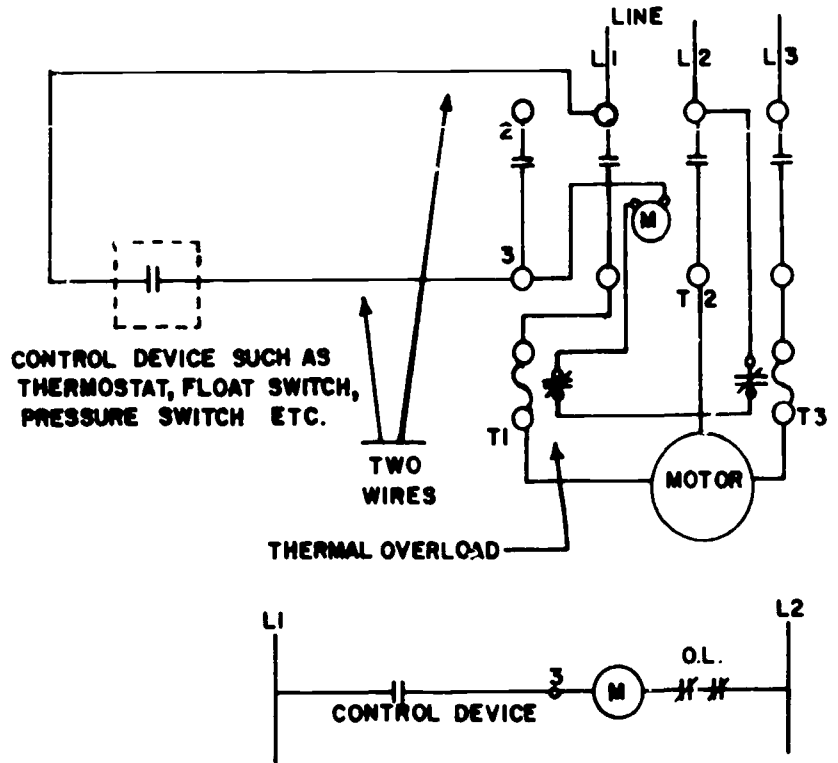 LINE
L1
L2
L3
2
M
3
T2
CONTROL DEVICE SUCH AS
THERMOSTAT, FLOAT SWITCH,
PRESSURE SWITCH ETC.
T1
T3
TWO
WIRES
MOTOR
THERMAL OVERLOAD
L1
L2
O.L.
3
M
CONTROL DEVICE